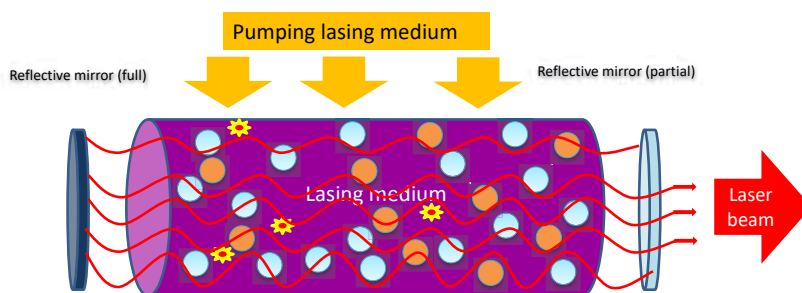 Pumping lasing medium
Reflective mirror (full)
Reflective mirror (partial)
Lasing medium
Laser
beam